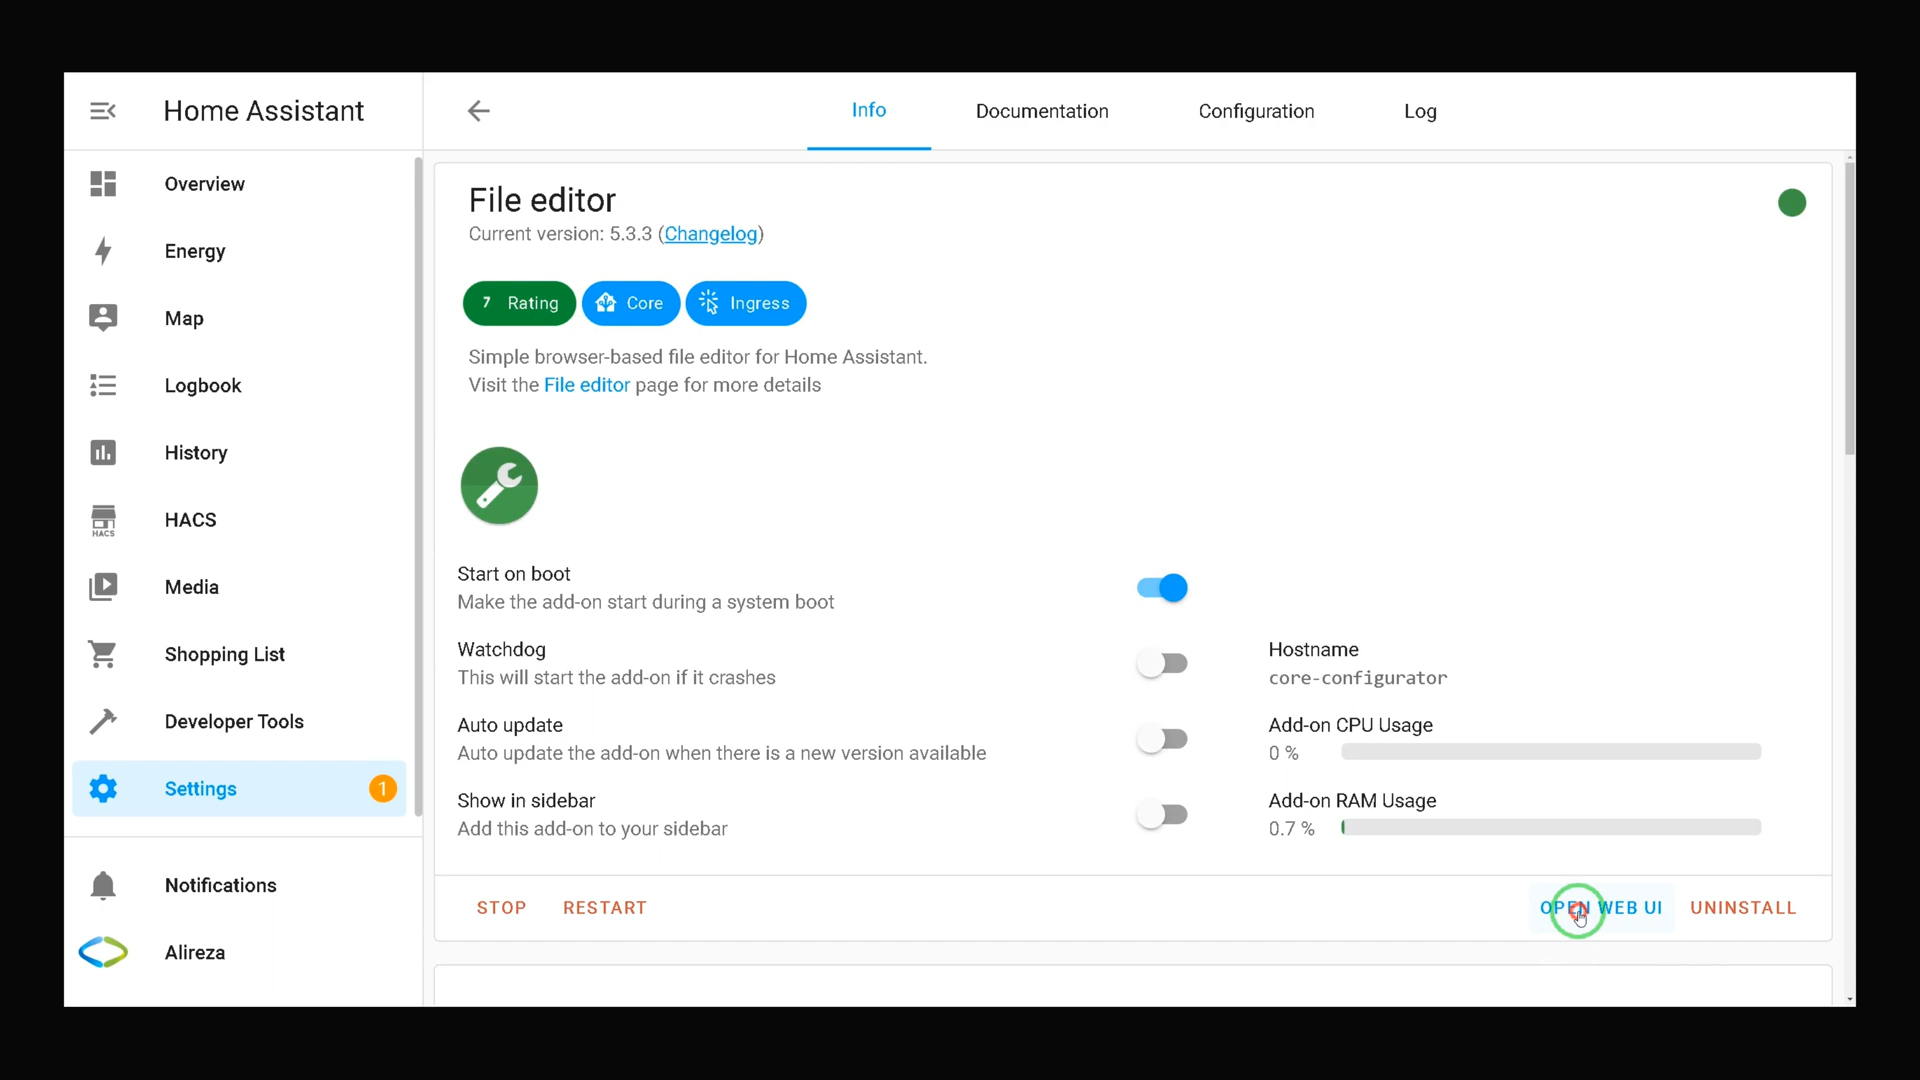 Home Assistant
Info
Documentation
Configuration
Log
Overview
Energy
Map
Logbook
History
HACS
HACS
Media
Shopping List
Developer Tools
Settings
1
Notifications
Alireza
File editor
Current version: 5.3.3 (Changelog)
7 Rating
Core
Ingress
Simple browser-based file editor for Home Assistant.
Visit the File editor page for more details
Start on boot
Make the add-on start during a system boot
Watchdog
This will start the add-on if it crashes
Hostname
core-configurator
Auto update
Auto update the add-on when there is a new version available
Add-on CPU Usage
0 %
Show in sidebar
Add this add-on to your sidebar
Add-on RAM Usage
0.7 %
STOP
RESTART
OPEN WEB UI
UNINSTALL